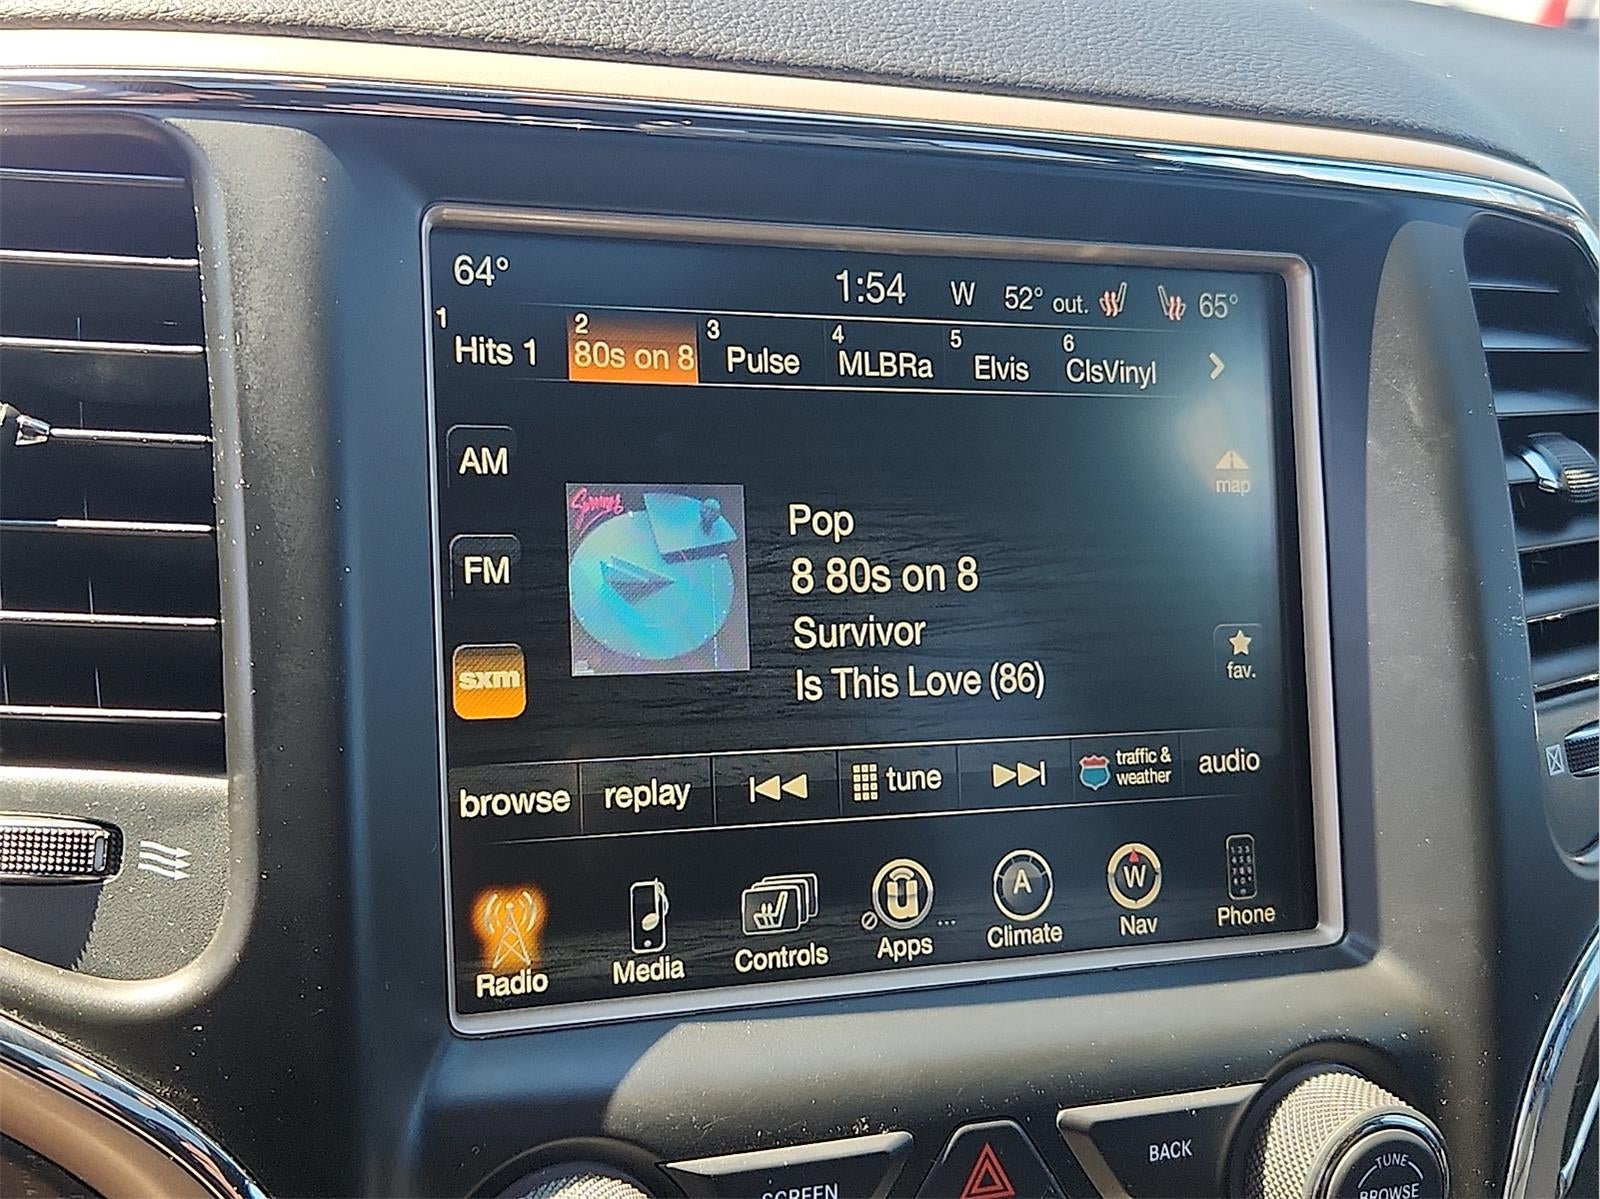 64° 1:54 W 52° out. 65°
1 Hits 1 2 80s on 8 3 Pulse 4 MLBRa 5 Elvis 6 ClsVinyl
AM
map
Pop
FM
8 80s on 8
Survivor
fav.
sxm
Is This Love (86)
browse replay tune traffic & weather audio
A W
Radio Media Controls Apps ... Climate Nav Phone
SCREEN BACK TUNE
BROWSE